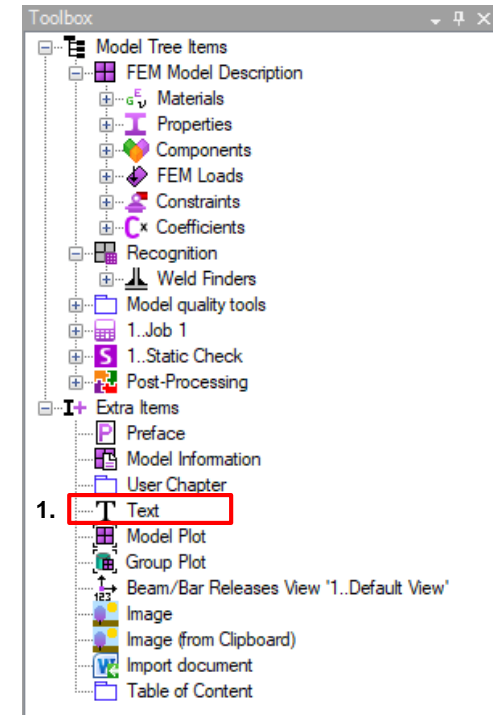 Toolbox
Model Tree Items
FEM Model Description
Materials
Properties
Components
FEM Loads
Constraints
Coefficients
Recognition
Weld Finders
Model quality tools
1..Job 1
1..Static Check
Post-Processing
Extra Items
Preface
Model Information
User Chapter
1. Text
Model Plot
Group Plot
Beam/Bar Releases View '1..Default View'
Image
Image (from Clipboard)
Import document
Table of Content